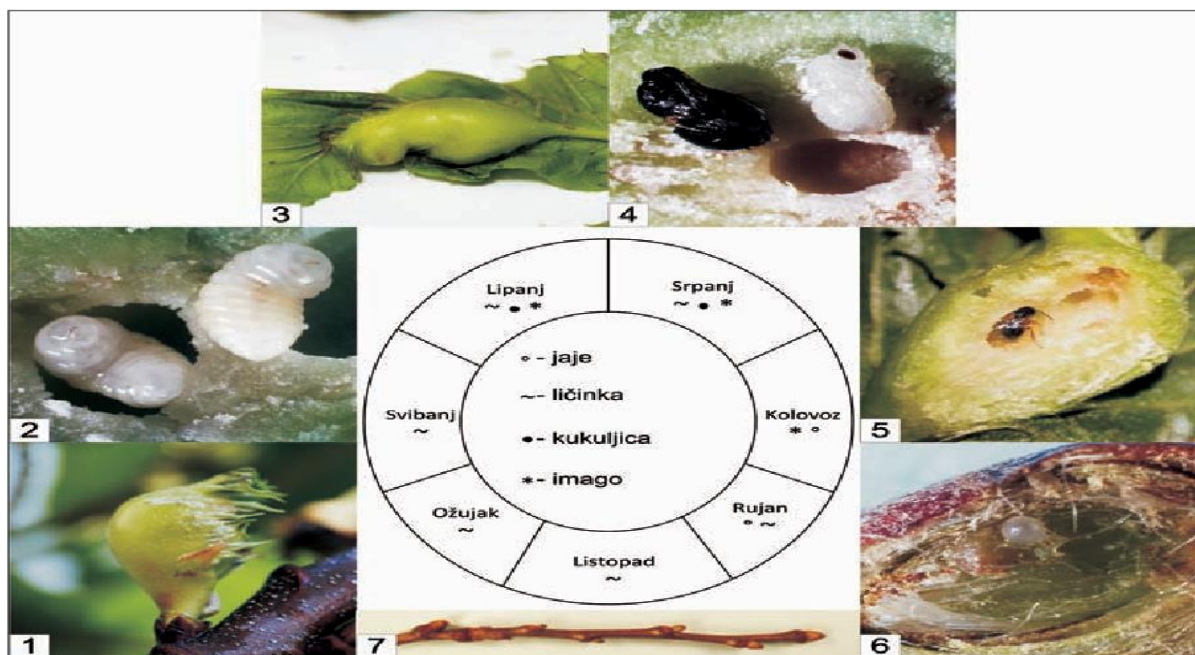 3
4
Lipanj
~ • *
Srpanj
~ • *
° - jaje
~ - ličinka
• - kukuljica
* - imago
Svibanj
~
Kolovoz
* °
2
5
Ožujak
~
Rujan
° ~
Listopad
~
1
7
6